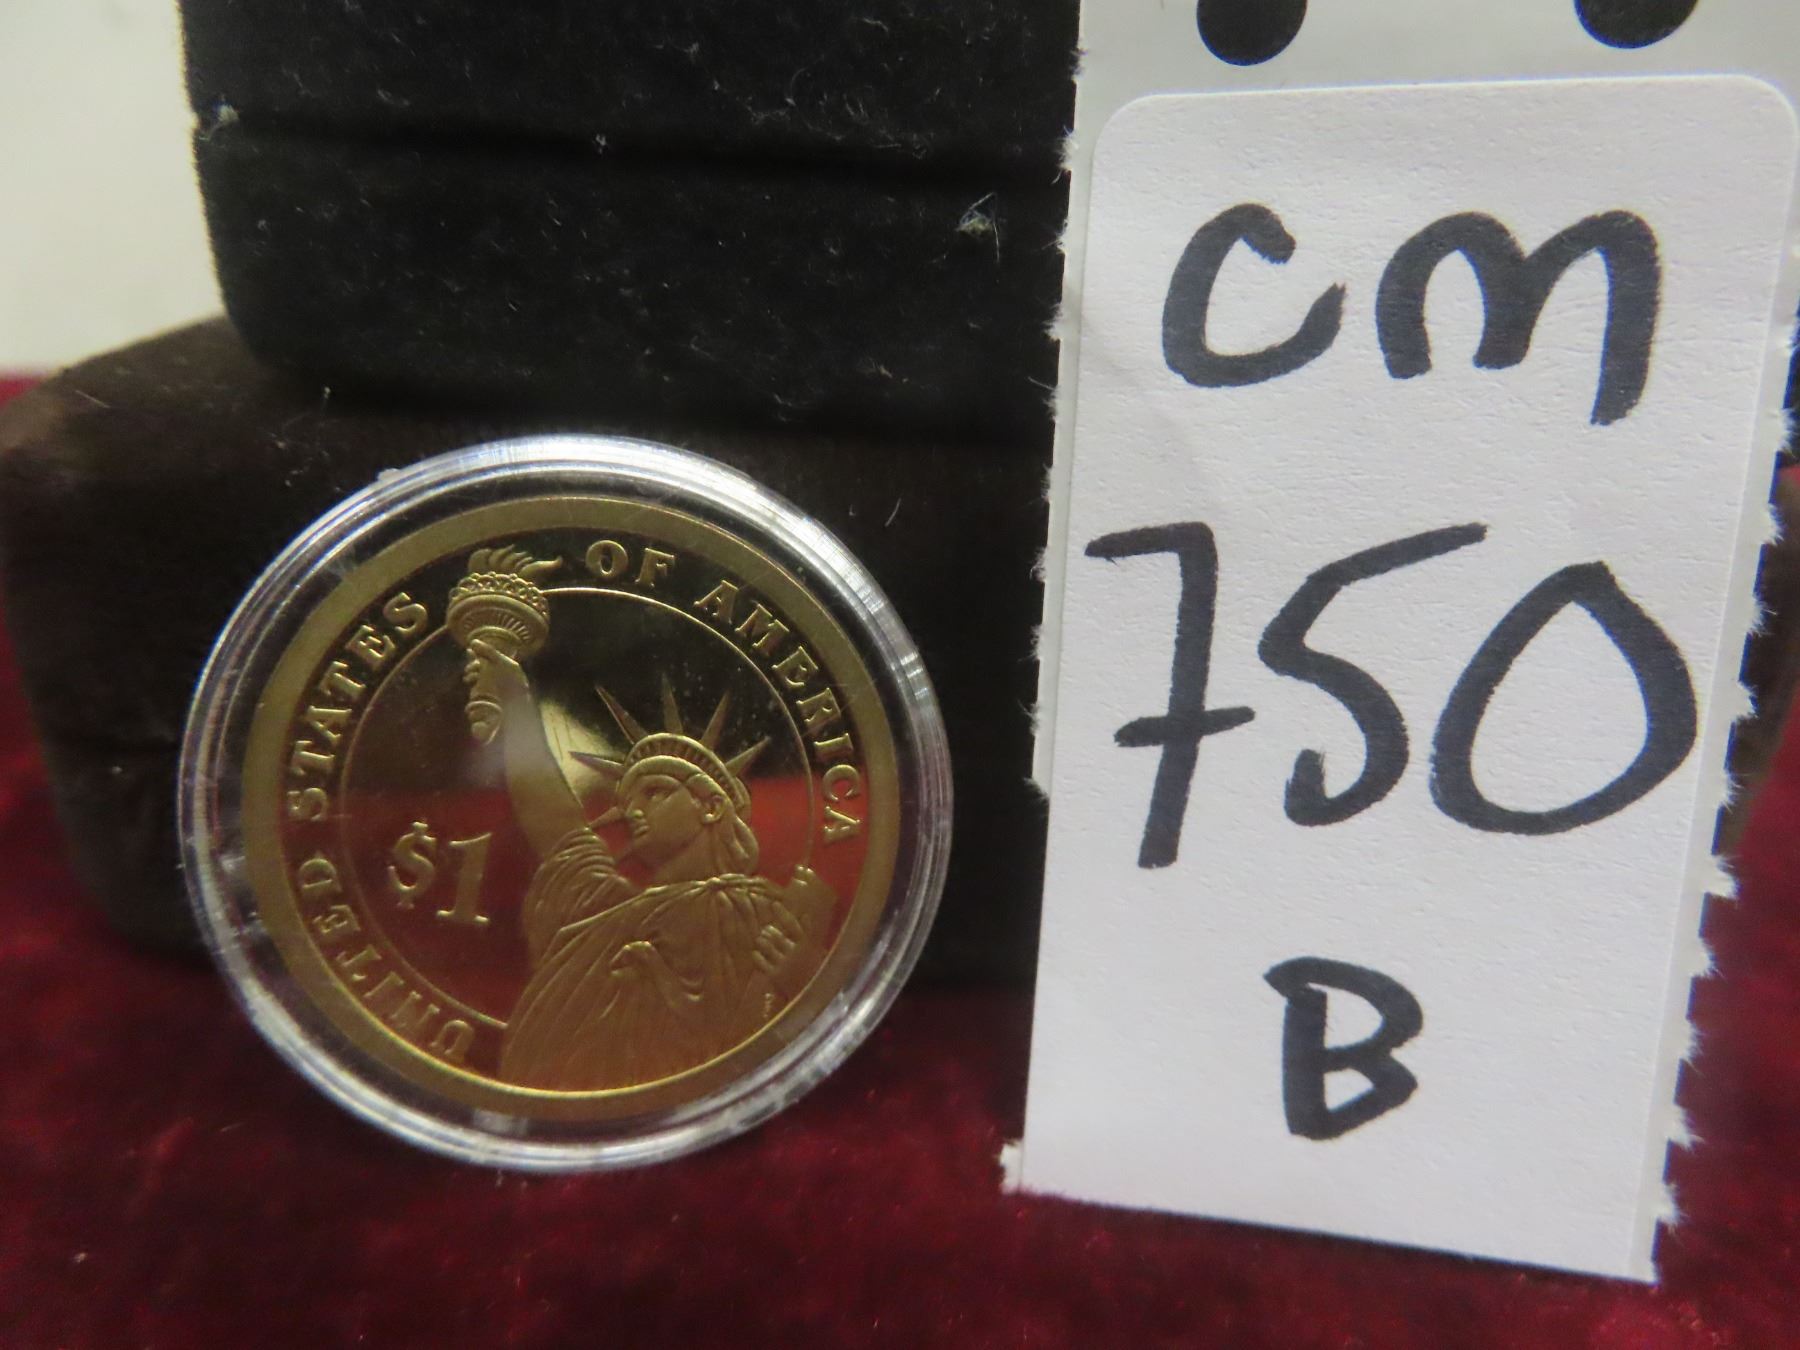 UNITED STATES OF AMERICA
$1
CM
750
B